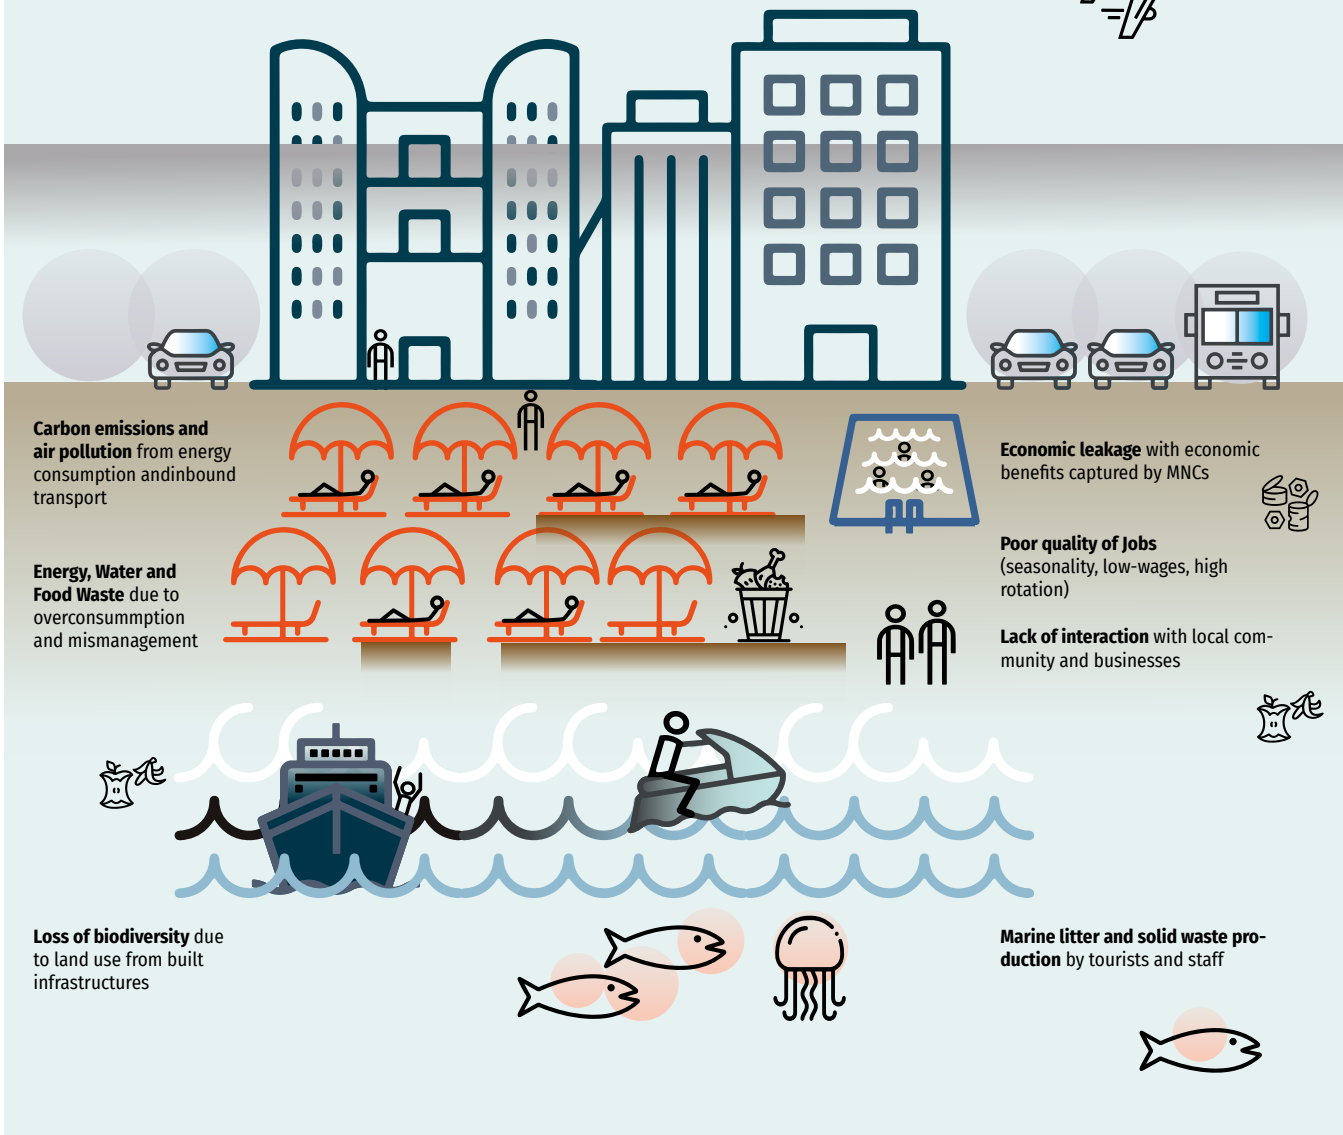 Carbon emissions and
air pollution from energy
consumption andinbound
transport
Energy, Water and
Food Waste due to
overconsummption
and mismanagement
Economic leakage with economic
benefits captured by MNCs
Poor quality of Jobs
(seasonality, low-wages, high
rotation)
Lack of interaction with local com-
munity and businesses
Loss of biodiversity due
to land use from built
infrastructures
Marine litter and solid waste pro-
duction by tourists and staff